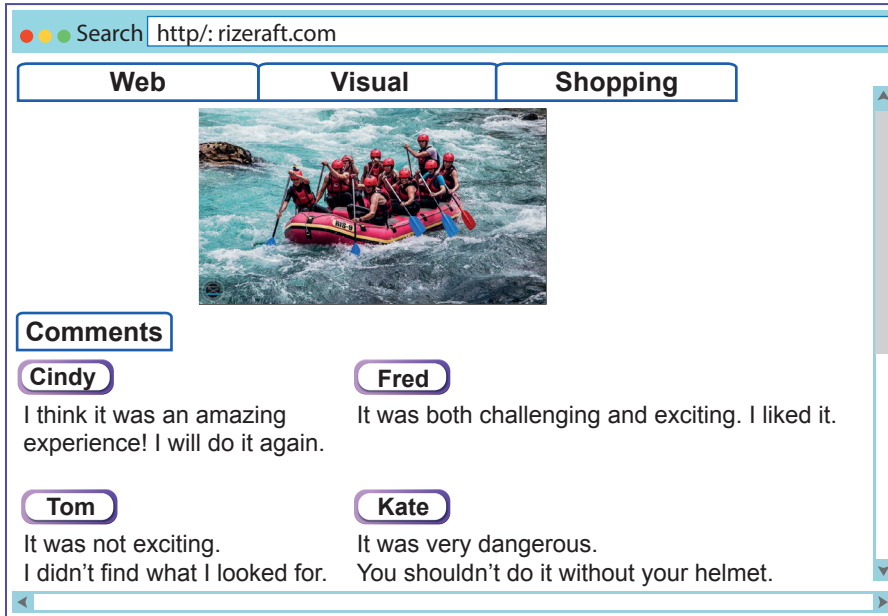 Search http/: rizeraft.com
Web Visual Shopping
RIS-9
Comments
Cindy
I think it was an amazing
experience! I will do it again.
Fred
It was both challenging and exciting. I liked it.
Tom
It was not exciting.
I didn’t find what I looked for.
Kate
It was very dangerous.
You shouldn’t do it without your helmet.